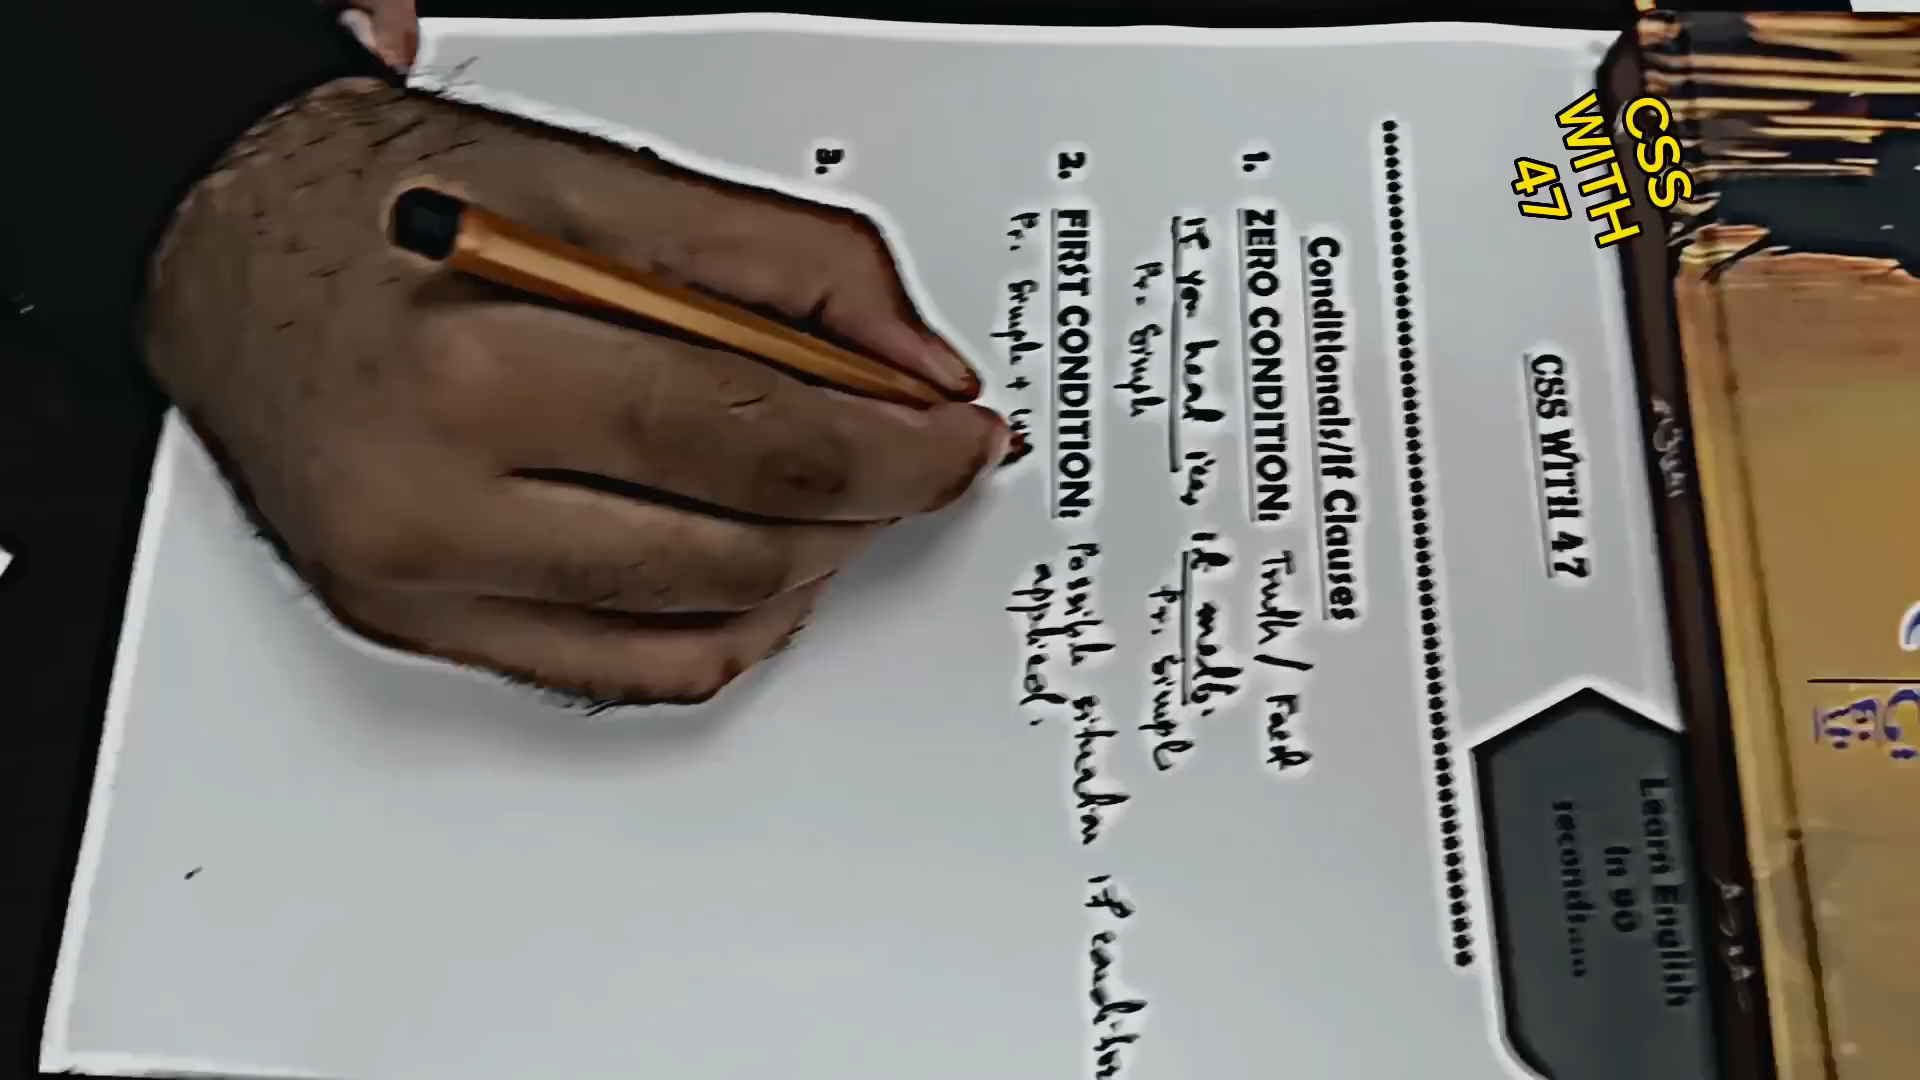 CSS
WITH
47
CSS WITH 47
Learn English
in 90
seconds.....
Conditionals/If Clauses
1. ZERO CONDITION: Truth/ Fact
If you heat ice, it melts.
Pr. Simple Pr. Simple
2. FIRST CONDITION: Possible situation if condition
applied.
Pr. Simple +
3.